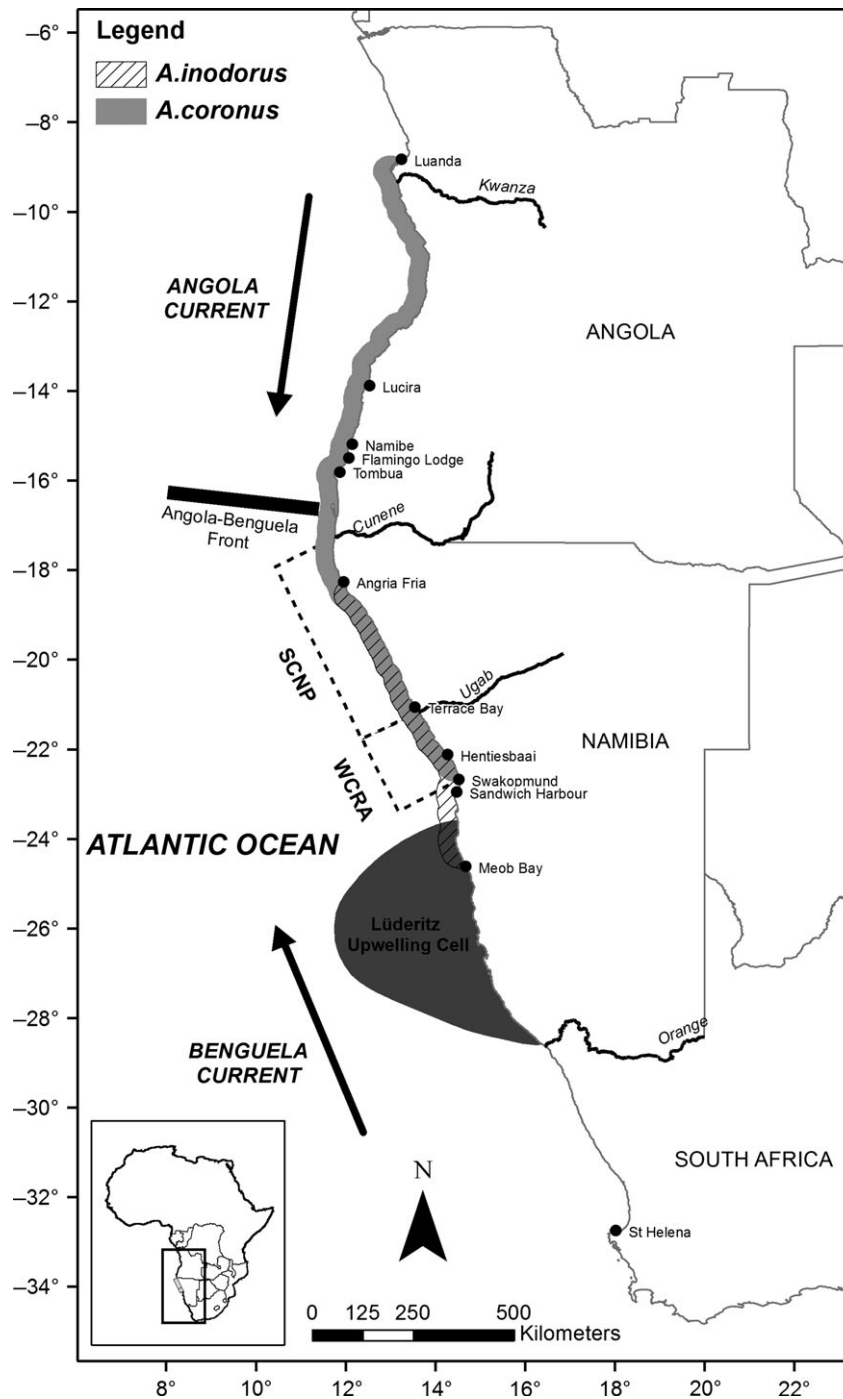 Legend
A.inodorus
A.coronus
–6°
–8°
–10°
–12°
–14°
–16°
–18°
–20°
–22°
–24°
–26°
–28°
–30°
–32°
–34°
Luanda
Kwanza
ANGOLA
CURRENT
ANGOLA
Lucira
Namibe
Flamingo Lodge
Tombua
Angola-Benguela
Front
Cunene
Angria Fria
SCNP
Ugab
Terrace Bay
NAMIBIA
Hentiesbaai
WCRA
Swakopmund
Sandwich Harbour
ATLANTIC OCEAN
Meob Bay
Lüderitz
Upwelling Cell
Orange
BENGUELA
CURRENT
SOUTH AFRICA
N
St Helena
0 125 250 500
Kilometers
8° 10° 12° 14° 16° 18° 20° 22°